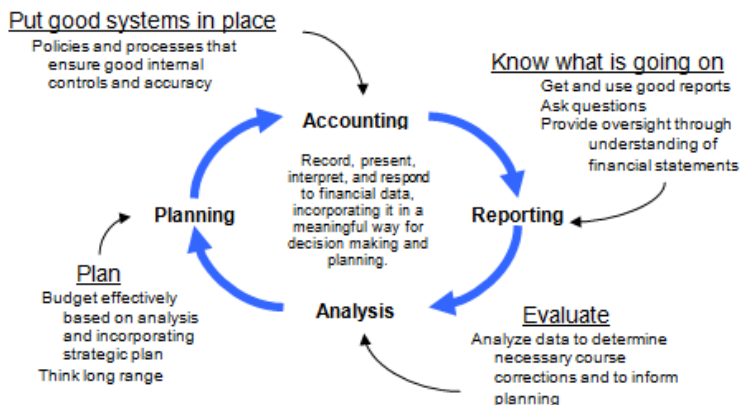 Put good systems in place
Policies and processes that
ensure good internal
controls and accuracy
Know what is going on
Get and use good reports
Ask questions
Provide oversight through
understanding of
financial statements
Accounting
Record, present,
interpret, and respond
to financial data,
incorporating it in a
meaningful way for
decision making and
planning.
Planning
Reporting
Plan
Budget effectively
based on analysis
and incorporating
strategic plan
Think long range
Analysis
Evaluate
Analyze data to determine
necessary course
corrections and to inform
planning